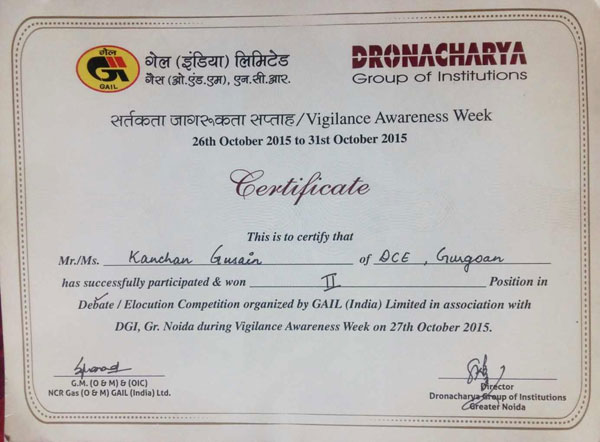 गेल
GAIL
गेल (इंडिया) लिमिटेड
गैस (ओ.एंड.एम), एन.सी.आर.
DRONACHARYA
Group of Institutions
सर्तकता जागरूकता सप्ताह/Vigilance Awareness Week
26th October 2015 to 31st October 2015
Certificate
This is to certify that
Mr./Ms. Kanchan Gusain of DCE, Gurgoan
has successfully participated & won II Position in
Debate / Elocution Competition organized by GAIL (India) Limited in association with
DGI, Gr. Noida during Vigilance Awareness Week on 27th October 2015.
G.M. (O & M) & (OIC)
NCR Gas (O & M) GAIL (India) Ltd.
Director
Dronacharya Group of Institutions
Greater Noida